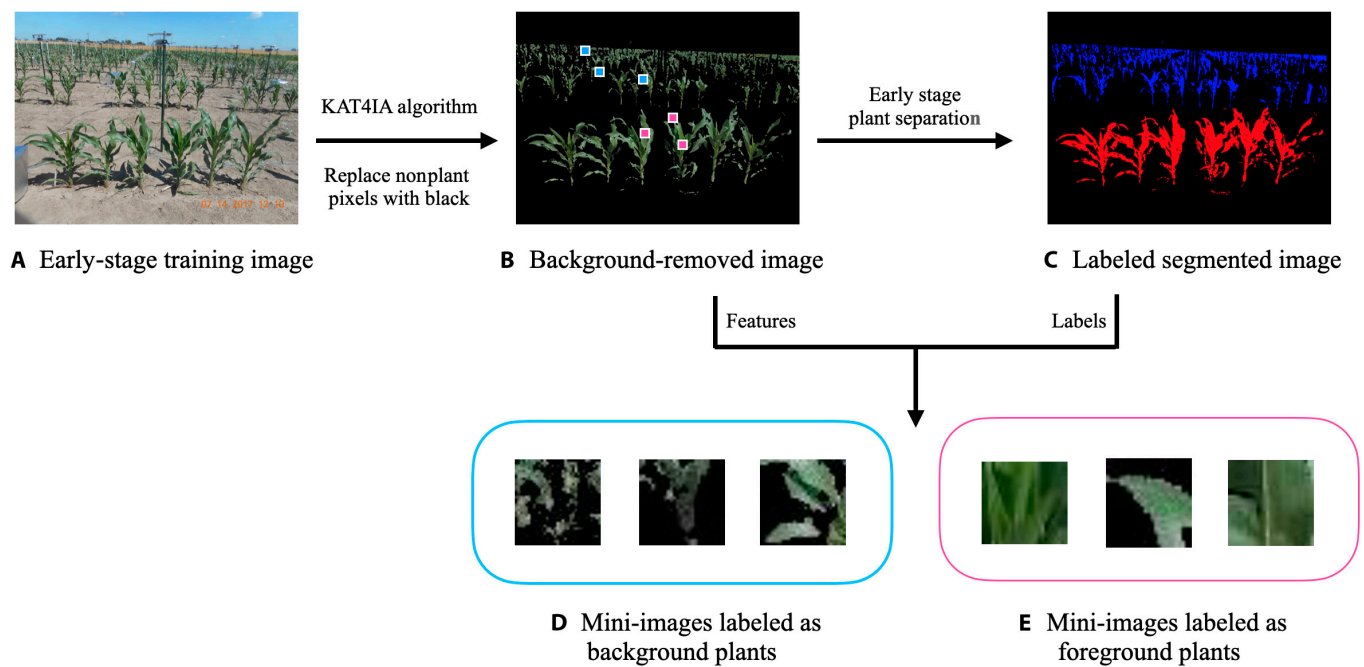 KAT4IA algorithm
Replace nonplant
pixels with black
Early stage
plant separation
A Early-stage training image
B Background-removed image
C Labeled segmented image
Features
Labels
D Mini-images labeled as
background plants
E Mini-images labeled as
foreground plants